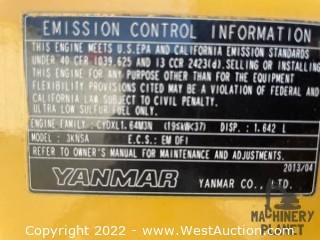 EMISSION CONTROL INFORMATION
THIS ENGINE MEETS U.S.EPA AND CALIFORNIA EMISSION STANDARDS
UNDER 40 CFR 1039.625 AND 13 CCR 2423(d).SELLING OR INSTALLING
THIS ENGINE FOR ANY PURPOSE OTHER THAN FOR THE EQUIPMENT
FLEXIBILITY PROVISIONS MAY BE A VIOLATION OF FEDERAL AND
CALIFORNIA LAW SUBJECT TO CIVIL PENALTY.
ULTRA LOW SULFUR FUEL ONLY.
ENGINE FAMILY: CYDXL1.64M3N (19≤kW<37) DISP.: 1.642 L
MODEL : 3KNSA E.C.S.: EM DFI
REFER TO OWNER'S MANUAL FOR MAINTENANCE AND ADJUSTMENTS.
2013/04
YANMAR YANMAR CO., LTD.
MACHINERY
PLANET
Copyright 2022 - WestAuction.com